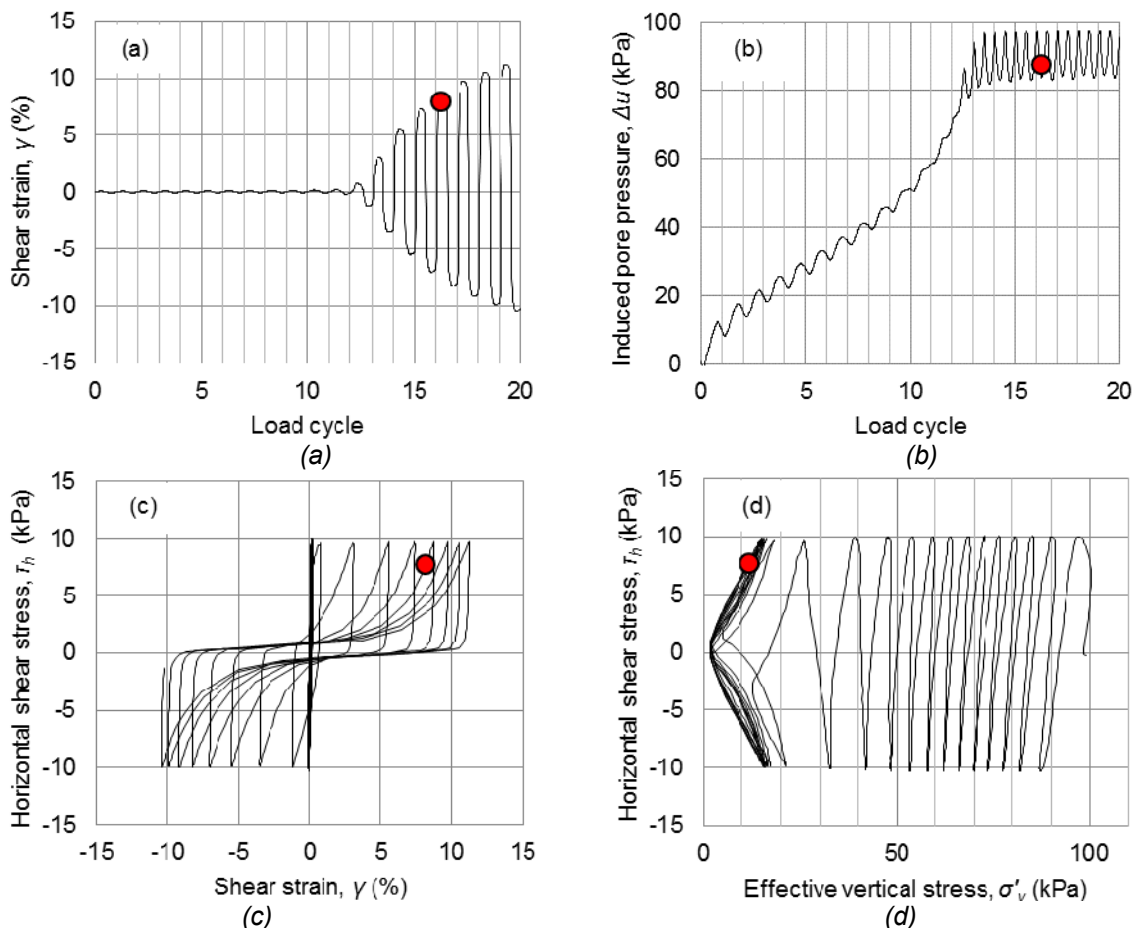 Shear strain, γ (%)
15
10
5
0
-5
-10
-15
(a)
0 5 10 15 20
Load cycle
(a)
Induced pore pressure, Δu (kPa)
100
80
60
40
20
0
(b)
0 5 10 15 20
Load cycle
(b)
Horizontal shear stress, τh (kPa)
15
10
5
0
-5
-10
-15
(c)
-15 -10 -5 0 5 10 15
Shear strain, γ (%)
(c)
Horizontal shear stress, τh (kPa)
15
10
5
0
-5
-10
-15
(d)
0 50 100
Effective vertical stress, σ'v (kPa)
(d)